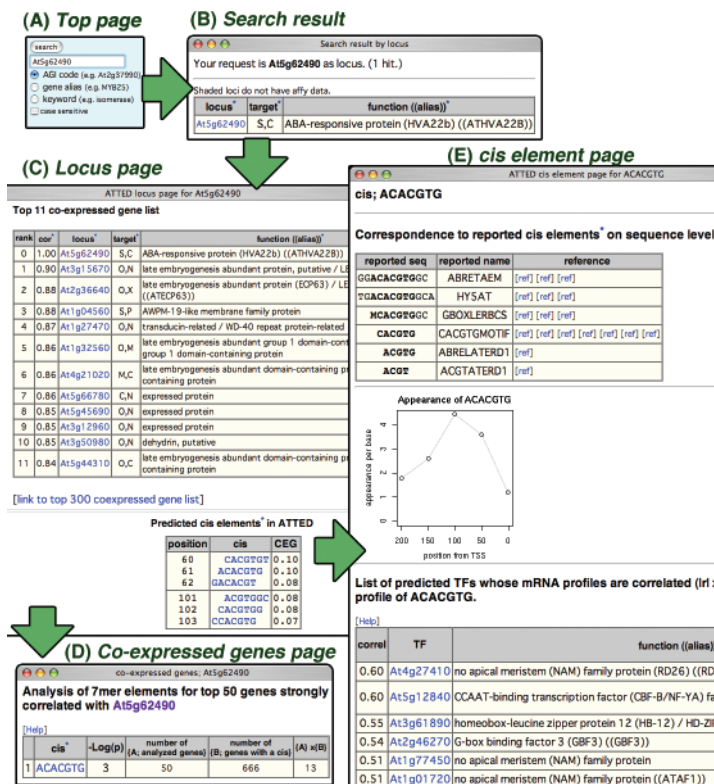 (A) Top page
search
At5g62490
AGI code (e.g. At2g37990)
gene alias (e.g. MYB25)
keyword (e.g. isomerase)
case sensitive
(B) Search result
Search result by locus
Your request is At5g62490 as locus. (1 hit.)
Shaded loci do not have affy data.
locus* target* function ((alias))*
At5g62490 S,C ABA-responsive protein (HVA22b) ((ATHVA22B))
(C) Locus page
ATTED locus page for At5g62490
Top 11 co-expressed gene list
rank cor* locus* target* function ((alias))*
0 1.00 At5g62490 S,C ABA-responsive protein (HVA22b) ((ATHVA22B))
1 0.90 At3g15670 O,N late embryogenesis abundant protein, putative / LE
2 0.88 At2g36640 O,X late embryogenesis abundant protein (ECP63) / LE
((ATECP63))
3 0.88 At1g04560 S,P AWPM-19-like membrane family protein
4 0.87 At1g27470 O,N transducin-related / WD-40 repeat protein-related
5 0.86 At1g32560 O,M late embryogenesis abundant group 1 domain-cont
group 1 domain-containing protein
6 0.86 At4g21020 M,C late embryogenesis abundant domain-containing pr
containing protein
7 0.86 At5g66780 C,N expressed protein
8 0.85 At5g45690 O,N expressed protein
9 0.85 At3g12960 O,N expressed protein
10 0.85 At3g50980 O,N dehydrin, putative
11 0.84 At5g44310 O,C late embryogenesis abundant domain-containing pr
containing protein
[link to top 300 coexpressed gene list]
Predicted cis elements* in ATTED
position cis CEG
60 CACGTGT 0.10
61 ACACGTG 0.10
62 GACACGT 0.08
101 ACGTGGC 0.08
102 CACGTGG 0.08
103 CCACGTG 0.07
(D) Co-expressed genes page
co-expressed genes; At5g62490
Analysis of 7mer elements for top 50 genes strongly
correlated with At5g62490
[Help]
cis* -Log(p) number of (A; analyzed genes) number of (B; genes with a cis) (A) x(B)
1 ACACGTG 3 50 666 13
(E) cis element page
ATTED cis element page for ACACGTG
cis; ACACGTG
Correspondence to reported cis elements* on sequence level
reported seq reported name reference
GGACACGTGGC ABRETAEM [ref] [ref] [ref]
TGACACGTGGCA HY5AT [ref] [ref] [ref]
MCACGTGGC GBOXLERBCS [ref] [ref] [ref]
CACGTG CACGTGMOTIF [ref] [ref] [ref] [ref] [ref] [ref] [ref]
ACGTG ABRELATERD1 [ref]
ACGT ACGTATERD1 [ref]
Appearance of ACACGTG
appearance per base
4
3
2
1
0
200 150 100 50 0
position from TSS
List of predicted TFs whose mRNA profiles are correlated (|r|
profile of ACACGTG.
[Help]
correl TF function ((alias))
0.60 At4g27410 no apical meristem (NAM) family protein (RD26) ((RD
0.60 At5g12840 CCAAT-binding transcription factor (CBF-B/NF-YA) fa
0.55 At3g61890 homeobox-leucine zipper protein 12 (HB-12) / HD-ZI
0.54 At2g46270 G-box binding factor 3 (GBF3) ((GBF3))
0.51 At1g77450 no apical meristem (NAM) family protein
0.51 At1g01720 no apical meristem (NAM) family protein ((ATAF1))